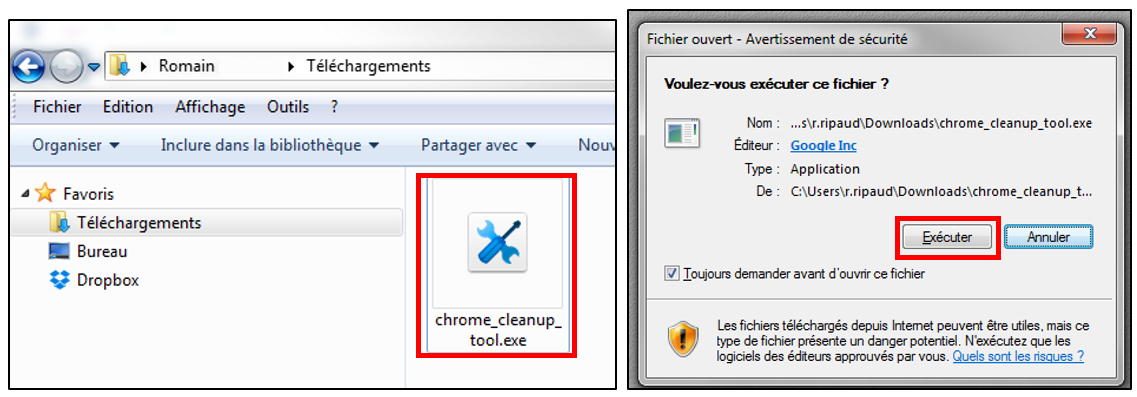 Romain
Téléchargements
Fichier Edition Affichage Outils ?
Organiser Inclure dans la bibliothèque Partager avec Nouv
Favoris
Téléchargements
Bureau
Dropbox
chrome_cleanup_
tool.exe
Fichier ouvert - Avertissement de sécurité
Voulez-vous exécuter ce fichier ?
Nom : ...s\r.ripaud\Downloads\chrome_cleanup_tool.exe
Éditeur : Google Inc
Type : Application
De : C:\Users\r.ripaud\Downloads\chrome_cleanup_t...
Exécuter Annuler
Toujours demander avant d'ouvrir ce fichier
Les fichiers téléchargés depuis Internet peuvent être utiles, mais ce
type de fichier présente un danger potentiel. N'exécutez que les
logiciels des éditeurs approuvés par vous. Quels sont les risques ?